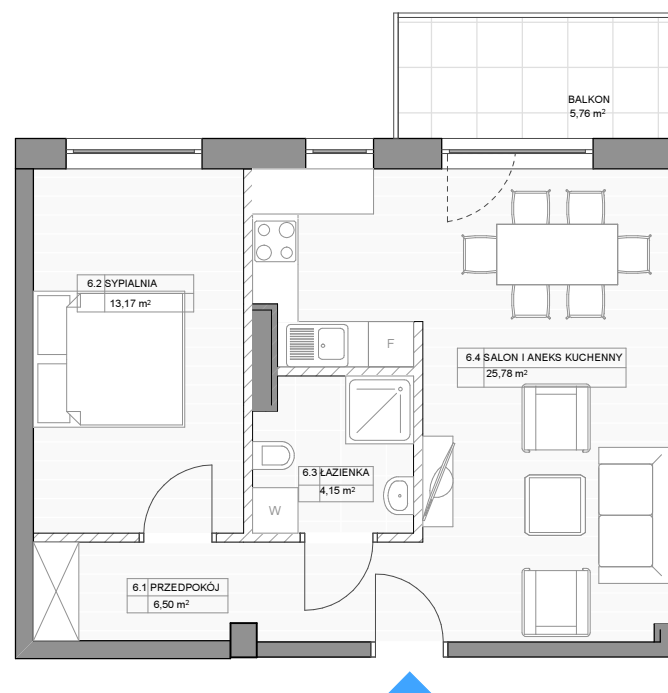 BALKON
5,76 m²
6.2 SYPIALNIA
13,17 m²
F
6.4 SALON I ANEKS KUCHENNY
25,78 m²
6.3 ŁAZIENKA
4,15 m²
W
6.1 PRZEDPOKÓJ
6,50 m²